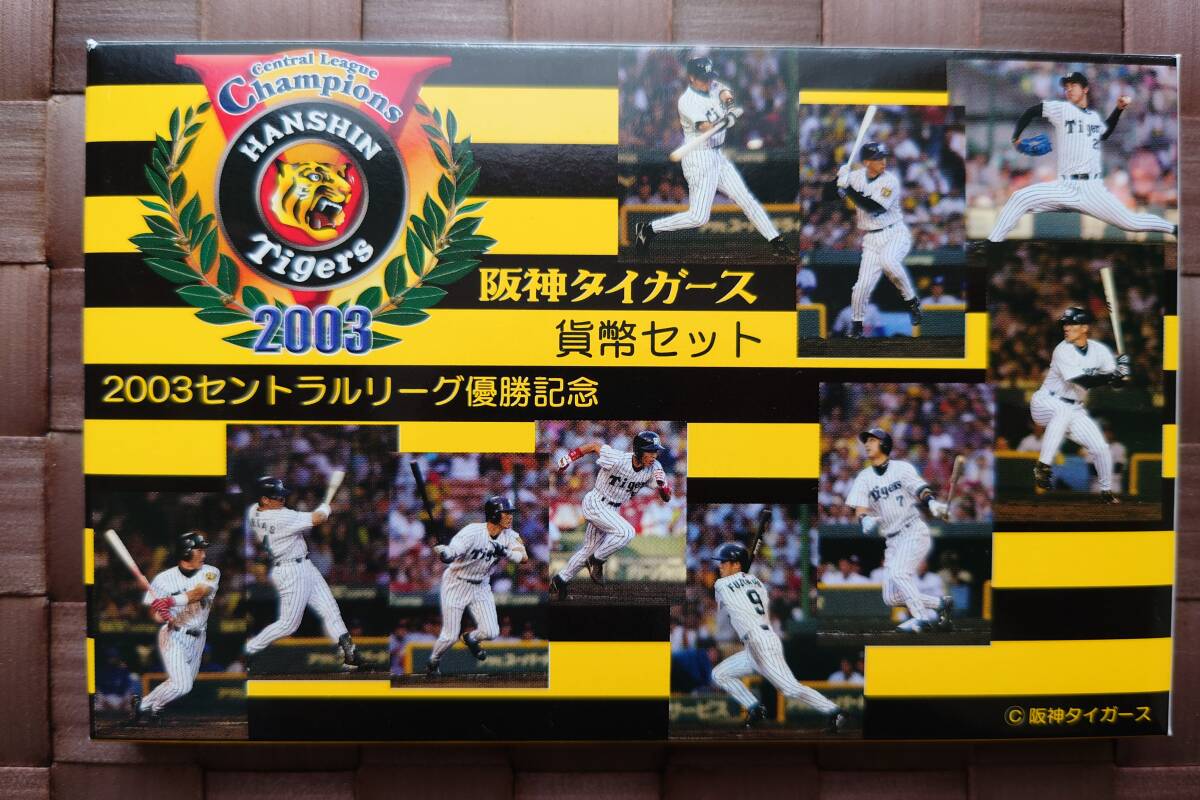 Central League
Champions
HANSHIN
Tigers
2003
阪神タイガース
貨幣セット
2003セントラルリーグ優勝記念
Tigers
Tigers
Tigers
Tigers
7
9
© 阪神タイガース